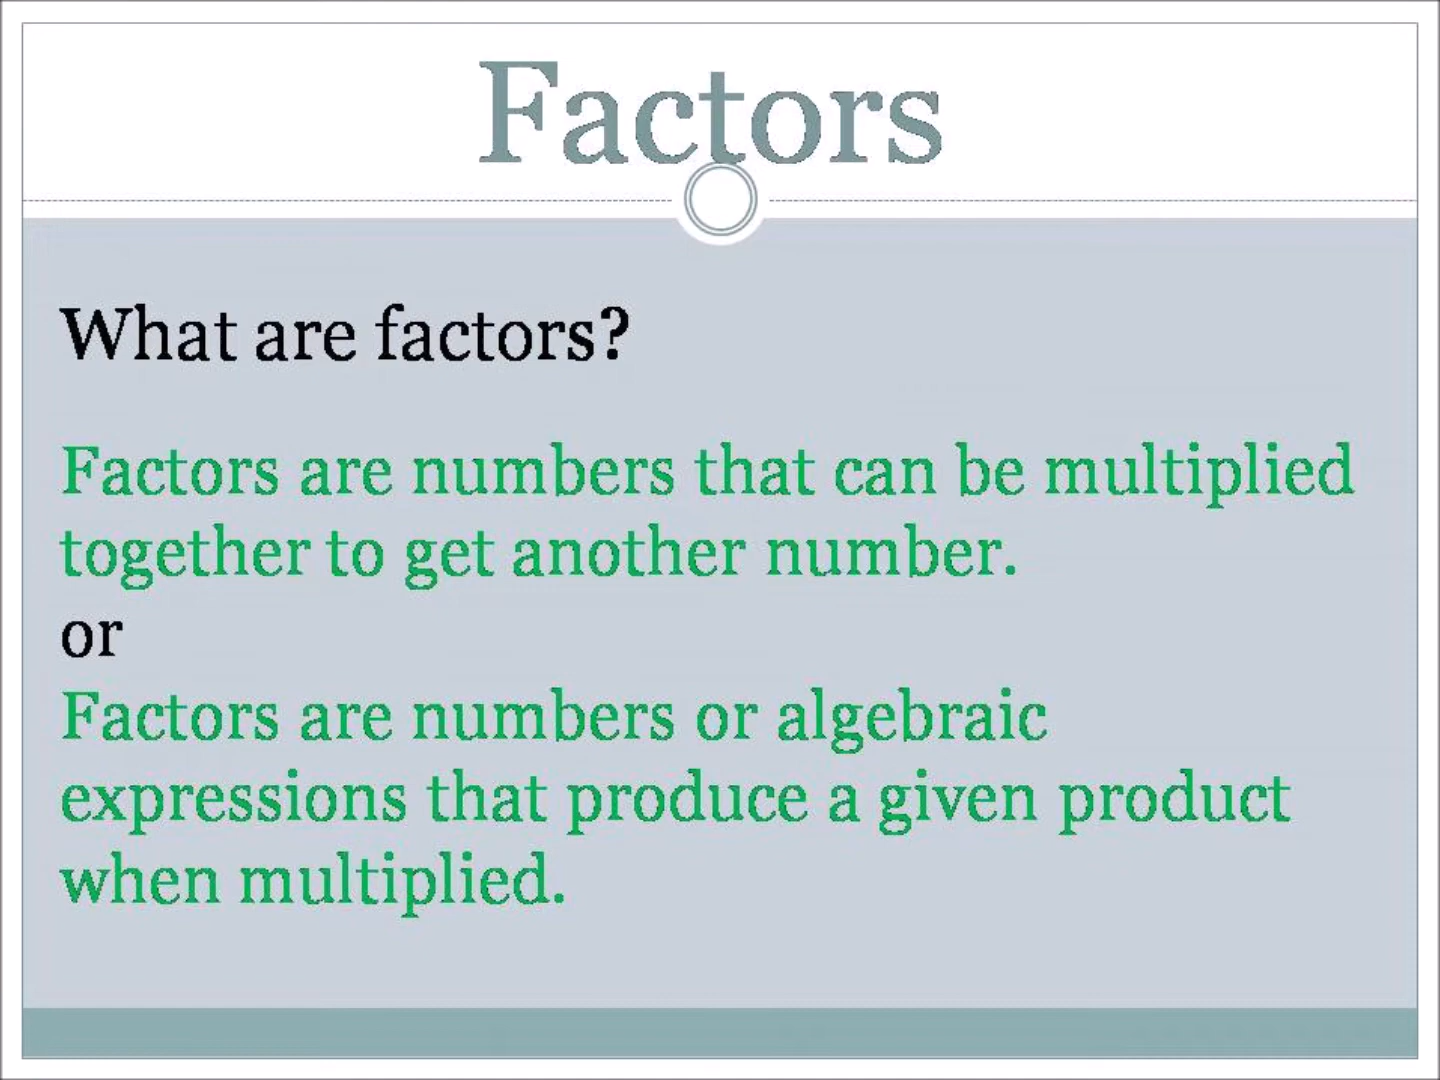 Factors
What are factors?
Factors are numbers that can be multiplied
together to get another number.
or
Factors are numbers or algebraic
expressions that produce a given product
when multiplied.